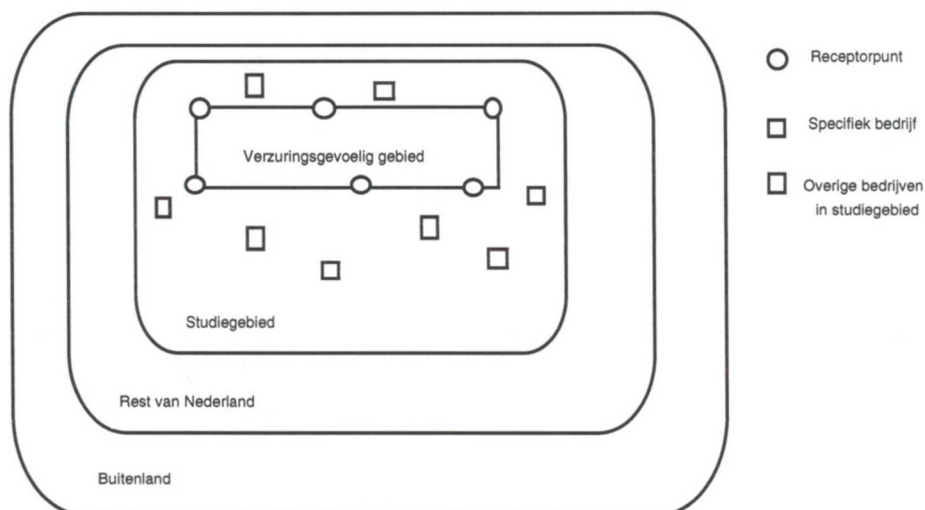 Receptorpunt
Specifiek bedrijf
Overige bedrijven
in studiegebied
Verzuringsgevoelig gebied
Studiegebied
Rest van Nederland
Buitenland